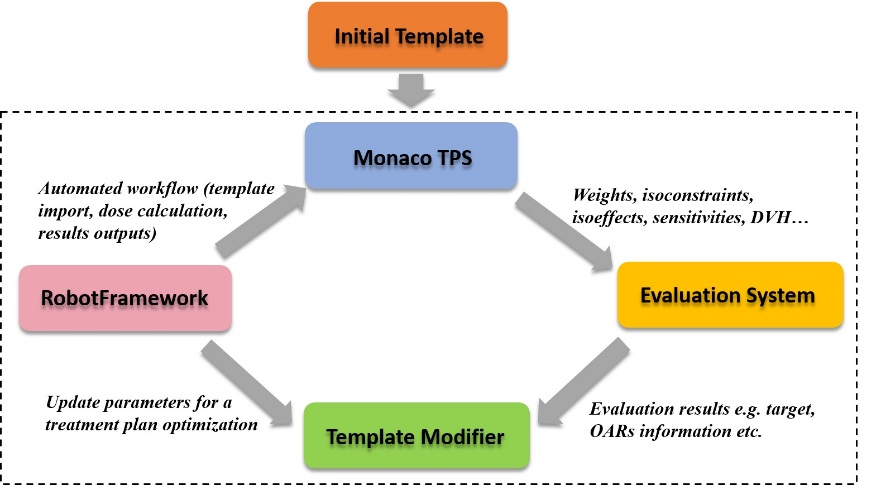 Initial Template
Monaco TPS
Automated workflow (template
import, dose calculation,
results outputs)
Weights, isoconstraints,
isoeffects, sensitivities, DVH…
RobotFramework
Evaluation System
Update parameters for a
treatment plan optimization
Evaluation results e.g. target,
OARs information etc.
Template Modifier